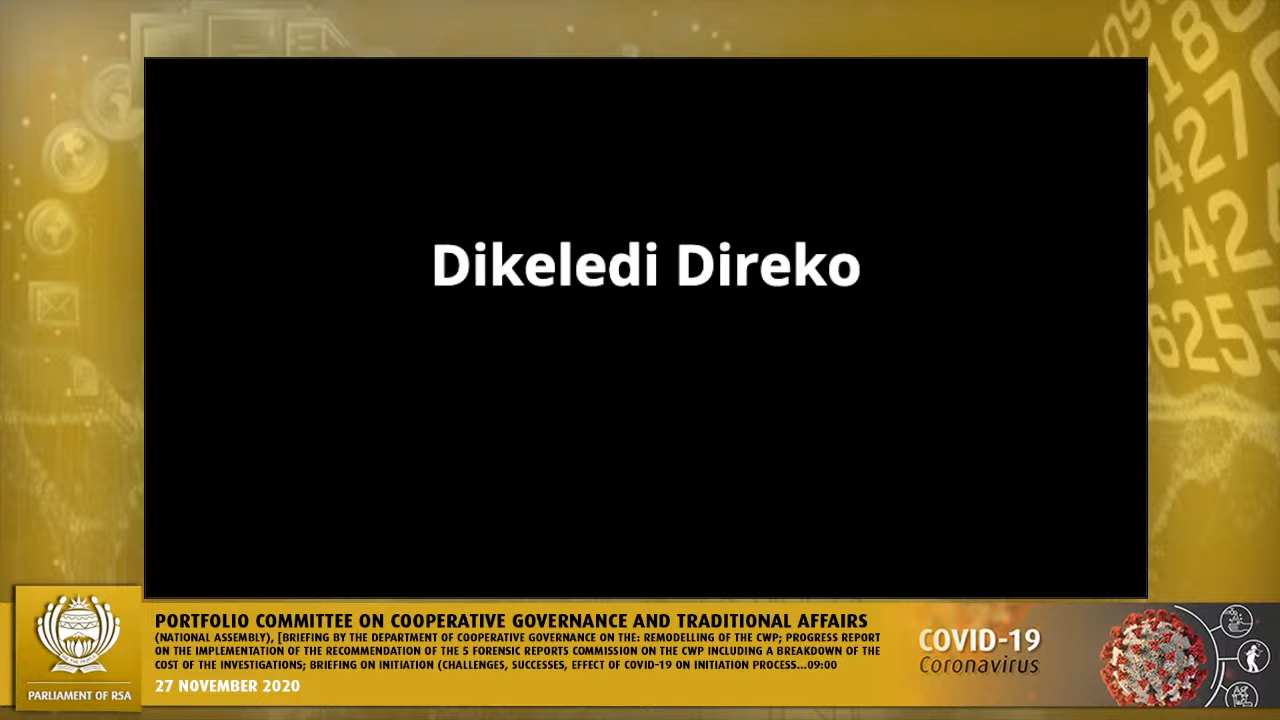 Dikeledi Direko
PORTFOLIO COMMITTEE ON COOPERATIVE GOVERNANCE AND TRADITIONAL AFFAIRS
(NATIONAL ASSEMBLY), [BRIEFING BY THE DEPARTMENT OF COOPERATIVE GOVERNANCE ON THE: REMODELLING OF THE CWP; PROGRESS REPORT
ON THE IMPLEMENTATION OF THE RECOMMENDATION OF THE 5 FORENSIC REPORTS COMMISSION ON THE CWP INCLUDING A BREAKDOWN OF THE
COST OF THE INVESTIGATIONS; BRIEFING ON INITIATION (CHALLENGES, SUCCESSES, EFFECT OF COVID-19 ON INITIATION PROCESS...09:00
27 NOVEMBER 2020
PARLIAMENT OF RSA
COVID-19
Coronavirus